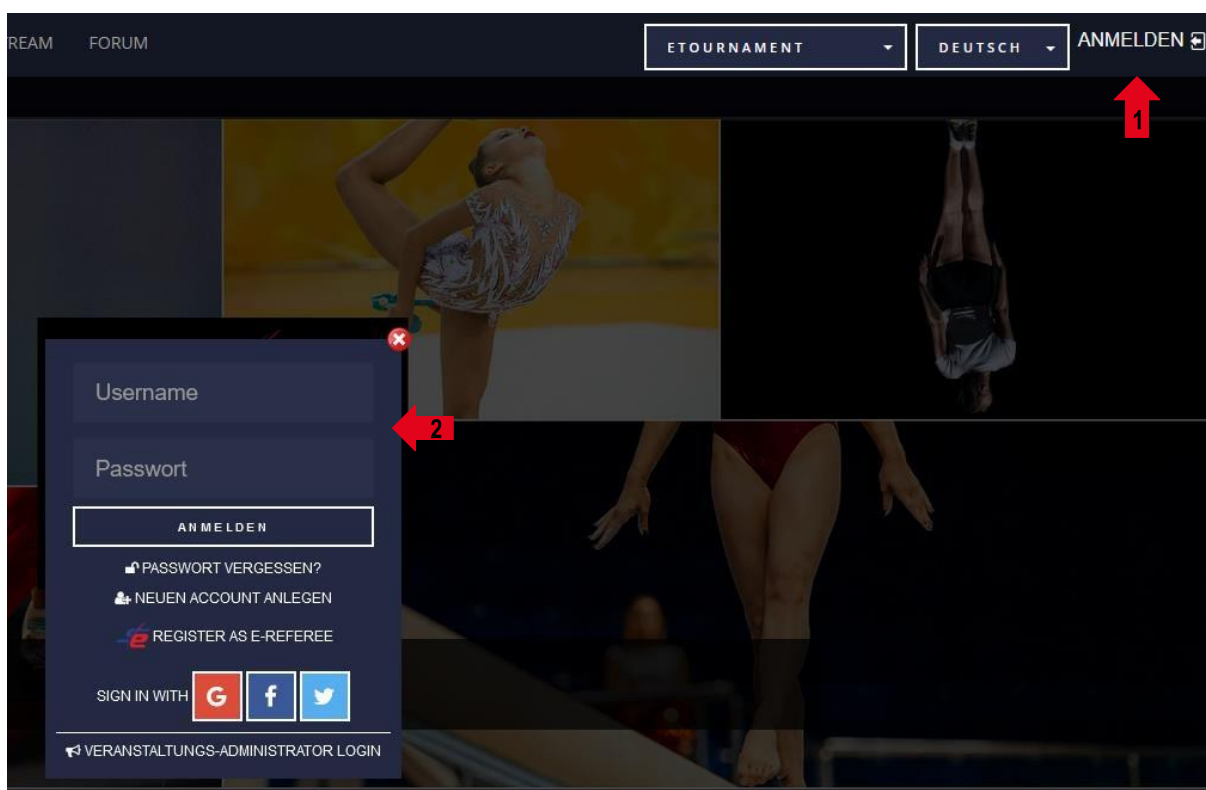 REAM FORUM ETOURNAMENT DEUTSCH ANMELDEN
1
Username
2
Passwort
ANMELDEN
PASSWORT VERGESSEN?
NEUEN ACCOUNT ANLEGEN
e REGISTER AS E-REFEREE
SIGN IN WITH G f
VERANSTALTUNGS-ADMINISTRATOR LOGIN